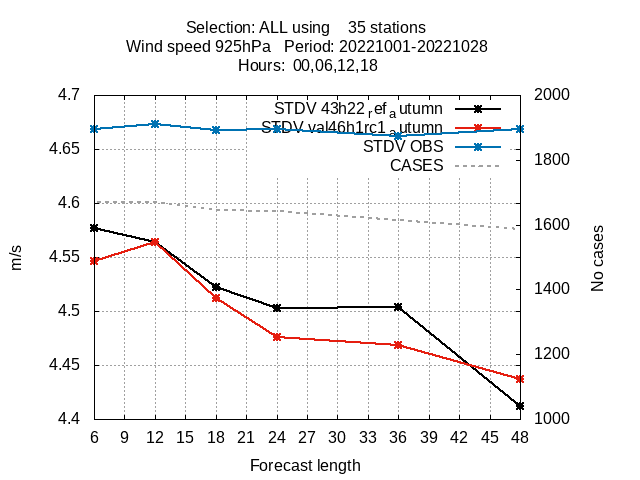 Selection: ALL using    35 stations
Wind speed 925hPa   Period: 20221001-20221028
Hours:  00,06,12,18
4.7
4.65
4.6
4.55
4.5
4.45
4.4
m/s
STDV 43h22_ref_autumn
STDV val46h1rc1_autumn
STDV OBS
CASES
2000
1800
1600
1400
1200
1000
No cases
6 9 12 15 18 21 24 27 30 33 36 39 42 45 48
Forecast length